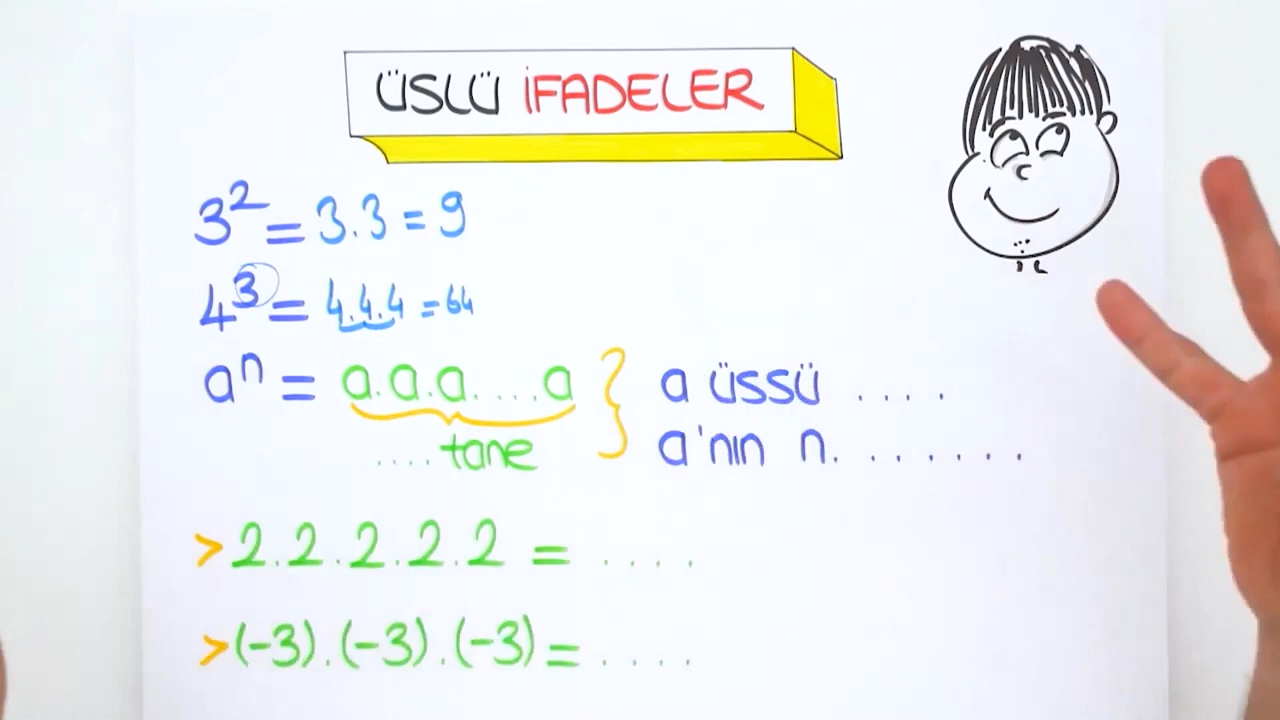 ÜSLÜ İFADELER
3² = 3.3 = 9
4³ = 4.4.4 = 64
aⁿ = a.a.a....a } a üssü ....
....tane a'nın n. ......
> 2.2.2.2.2 = ....
> (-3).(-3).(-3) = ....